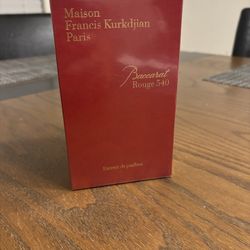 Maison
Francis Kurkdjian
Paris
Baccarat
Rouge 540
Extrait de parfum